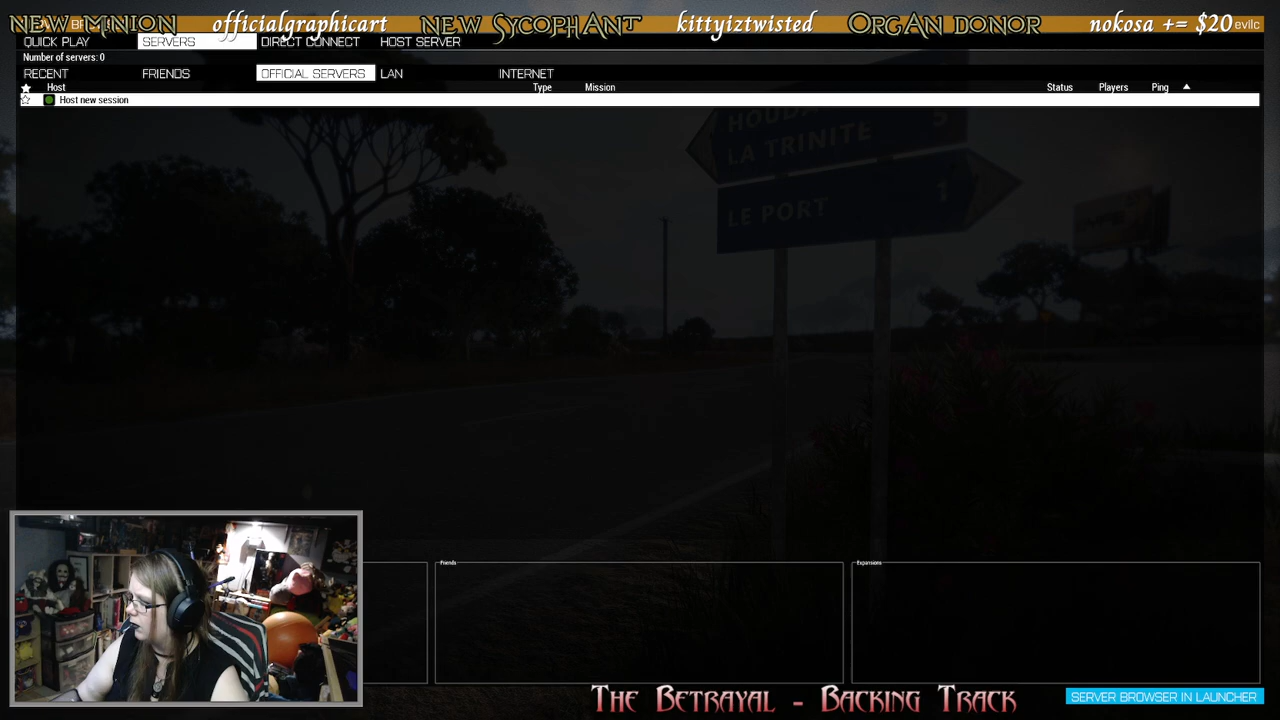 NEW MINION officialgraphicart NEW SYCOPHANT kittyiztwisted ORGAN DONOR nokosa += $20 evilc
QUICK PLAY SERVERS DIRECT CONNECT HOST SERVER
Number of servers: 0
RECENT FRIENDS OFFICIAL SERVERS LAN INTERNET
Host Type Mission Status Players Ping
Host new session
LA TRINITE
LE PORT 1
Friends Expansions
THE BETRAYAL - BACKING TRACK
SERVER BROWSER IN LAUNCHER